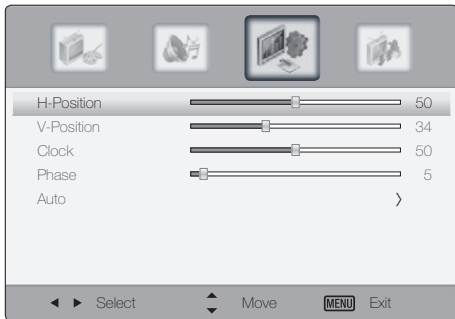 H-Position 50
V-Position 34
Clock 50
Phase 5
Auto
Select Move MENU Exit